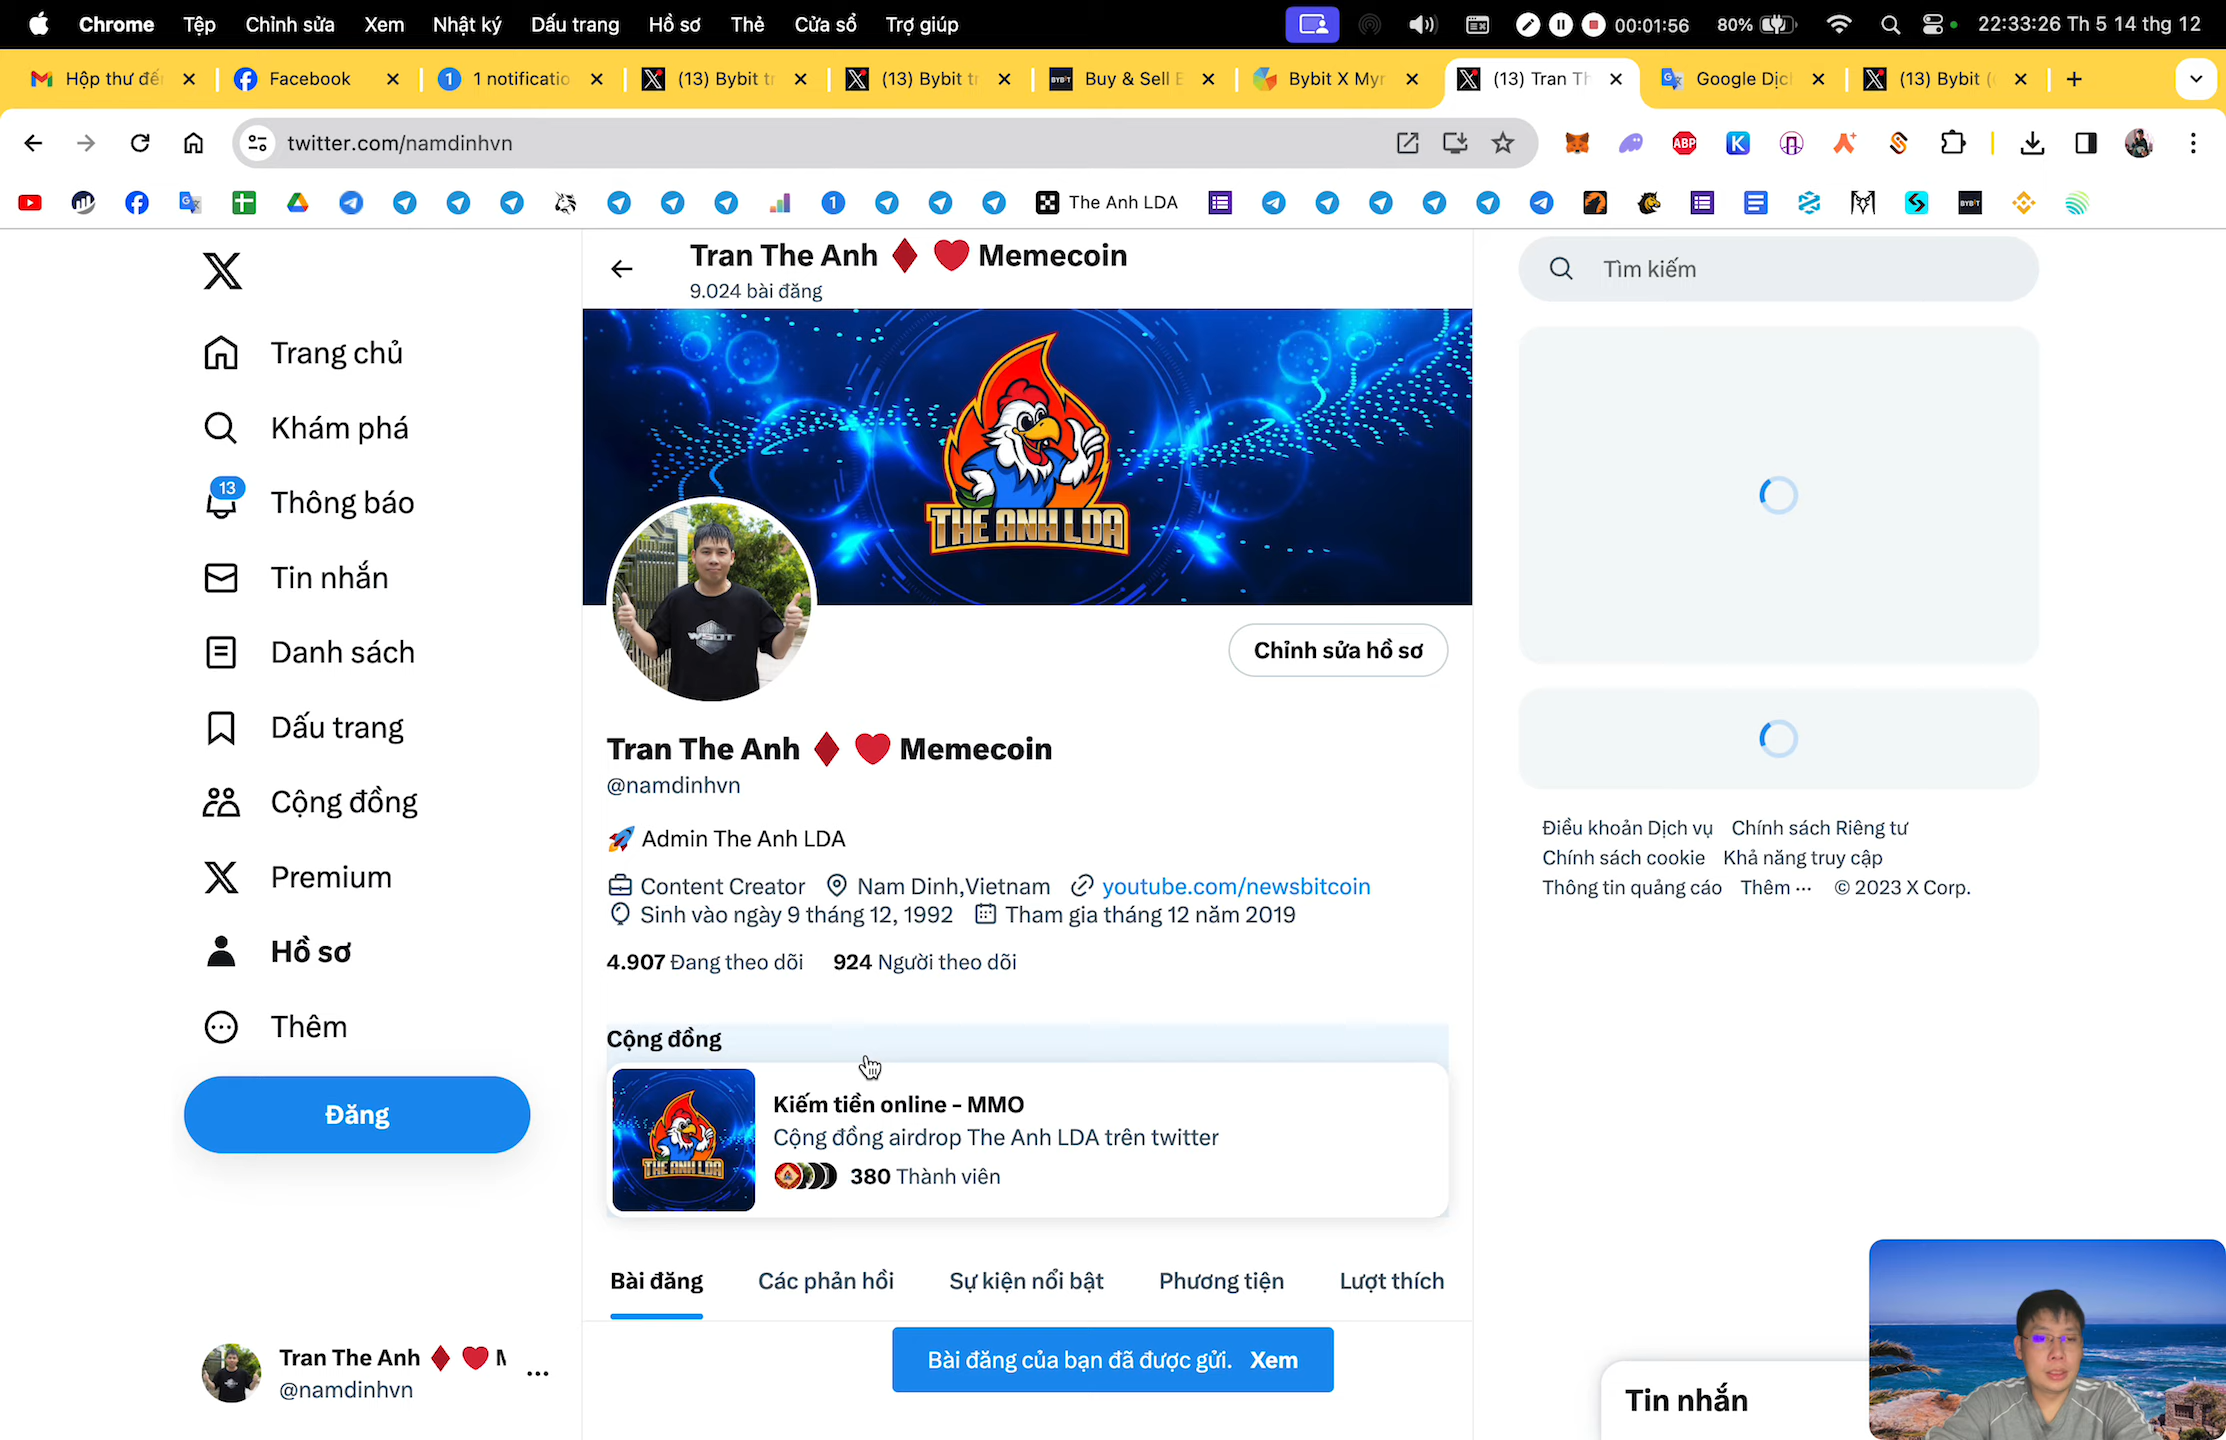 Chrome Tệp Chỉnh sửa Xem Nhật ký Dấu trang Hồ sơ Thẻ Cửa sổ Trợ giúp 00:01:56 80% 22:33:26 Th 5 14 thg 12
Hộp thư đế Facebook 1 notificatio (13) Bybit tr (13) Bybit tr Buy & Sell E Bybit X Myr (13) Tran Th Google Dịc (13) Bybit (
twitter.com/namdinhvn
The Anh LDA
Tran The Anh ♦️ ❤️ Memecoin
9.024 bài đăng
Tìm kiếm
Trang chủ
Khám phá
13
Thông báo
Tin nhắn
Danh sách
Dấu trang
Cộng đồng
Premium
Hồ sơ
Thêm
Đăng
THE ANH LDA
WSDT
Chỉnh sửa hồ sơ
Tran The Anh ♦️ ❤️ Memecoin
@namdinhvn
🚀 Admin The Anh LDA
Content Creator Nam Dinh,Vietnam youtube.com/newsbitcoin
Sinh vào ngày 9 tháng 12, 1992 Tham gia tháng 12 năm 2019
4.907 Đang theo dõi 924 Người theo dõi
Cộng đồng
THE ANH LDA
Kiếm tiền online - MMO
Cộng đồng airdrop The Anh LDA trên twitter
380 Thành viên
Bài đăng Các phản hồi Sự kiện nổi bật Phương tiện Lượt thích
Bài đăng của bạn đã được gửi. Xem
Điều khoản Dịch vụ Chính sách Riêng tư
Chính sách cookie Khả năng truy cập
Thông tin quảng cáo Thêm ··· © 2023 X Corp.
Tran The Anh ♦️ ❤️
@namdinhvn
Tin nhắn